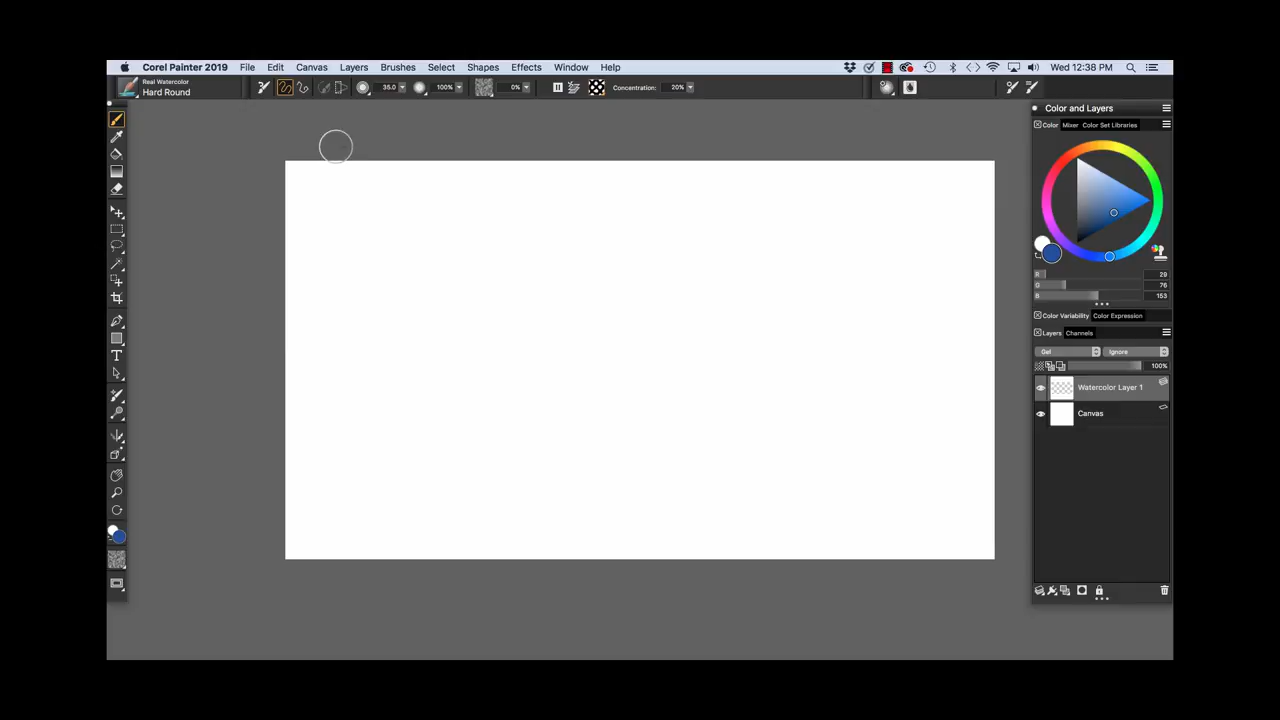 Corel Painter 2019 File Edit Canvas Layers Brushes Select Shapes Effects Window Help Wed 12:38 PM
Real Watercolor
Hard Round
35.0 100% 0% Concentration: 20%
Color and Layers
Color Mixer Color Set Libraries
R 29
G 76
B 153
Color Variability Color Expression
Layers Channels
Gel Ignore
100%
Watercolor Layer 1
Canvas
T